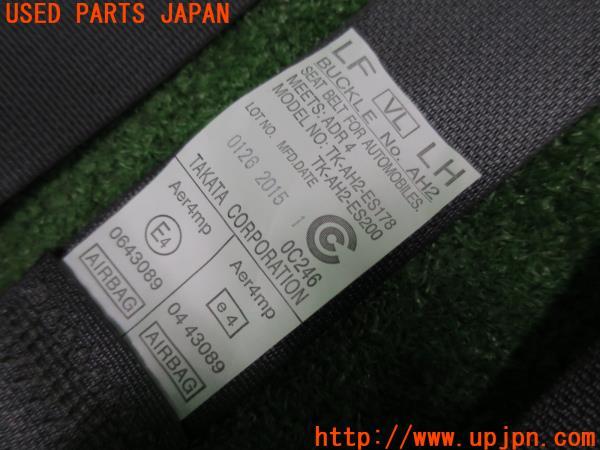 USED PARTS JAPAN
LF VL LH
BUCKLE No. AH2
SEAT BELT FOR AUTOMOBILES.
MEETS: ADR 4
MODEL NO: TK-AH2-ES178
TK-AH2-ES200
LOT NO. MFD.DATE
0126 2015 1
C
0C246
TAKATA CORPORATION
Aer4mp
E4
0643089
AIRBAG
Aer4mp
e4
04 43089
AIRBAG
http://www.upjpn.com/